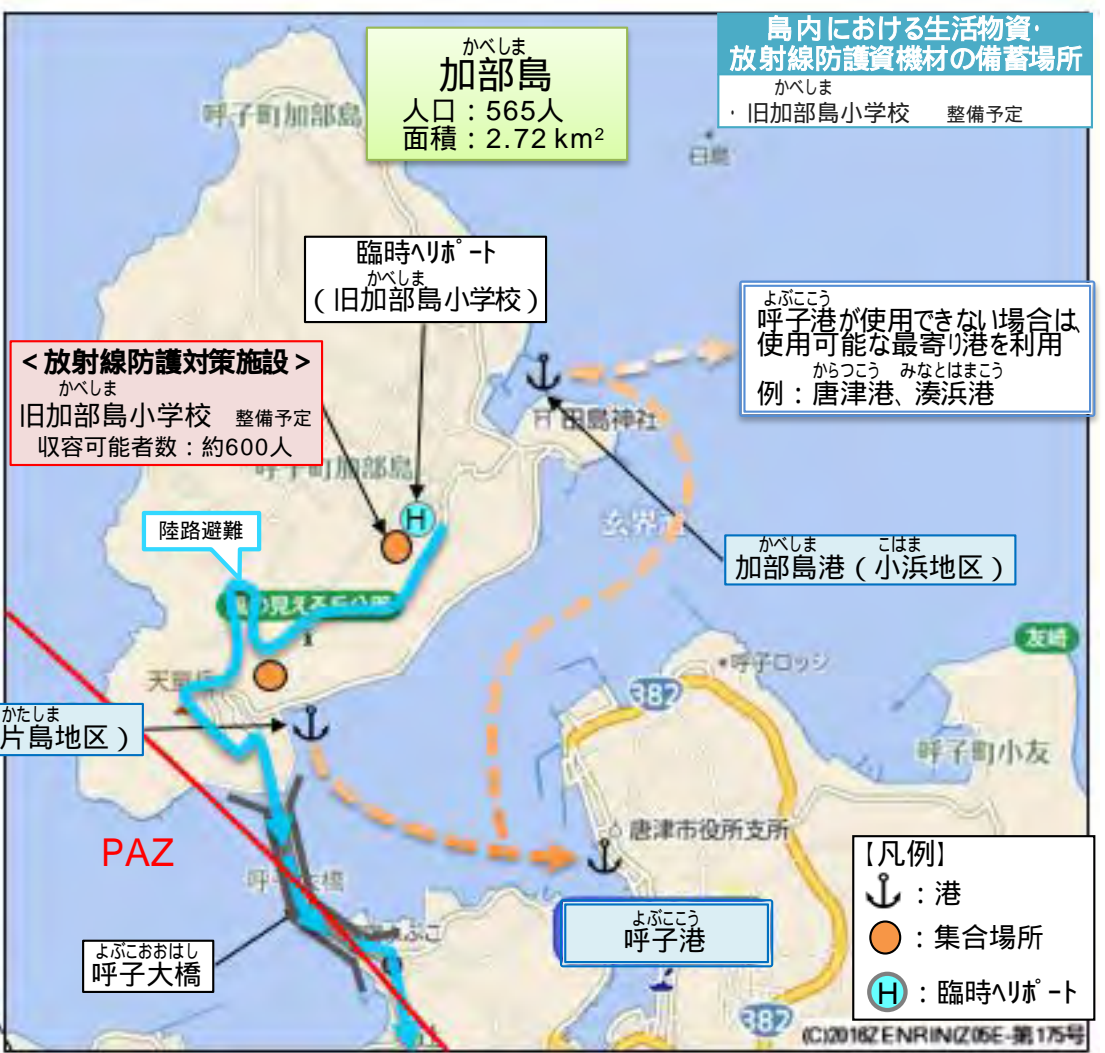 島内における生活物資・
放射線防護資機材の備蓄場所
かべしま
・旧加部島小学校 整備予定
かべしま
加部島
人口：565人
面積：2.72 km²
呼子町加部島
臼島
臨時ヘリポート
かべしま
（旧加部島小学校）
よぶここう
呼子港が使用できない場合は、
使用可能な最寄り港を利用
からつこう みなとはまこう
例：唐津港、湊浜港
＜放射線防護対策施設＞
かべしま
旧加部島小学校 整備予定
収容可能者数：約600人
呼子町加部島
田島神社
H
陸路避難
かべしま こはま
加部島港（小浜地区）
友崎
呼子ロッジ
382
かたしま
片島地区）
呼子町小友
唐津市役所支所
PAZ
よぶここう
呼子港
よぶこおおはし
呼子大橋
【凡例】
：港
：集合場所
H：臨時ヘリポート
382
(C)2016ZENRIN(Z05E-第175号